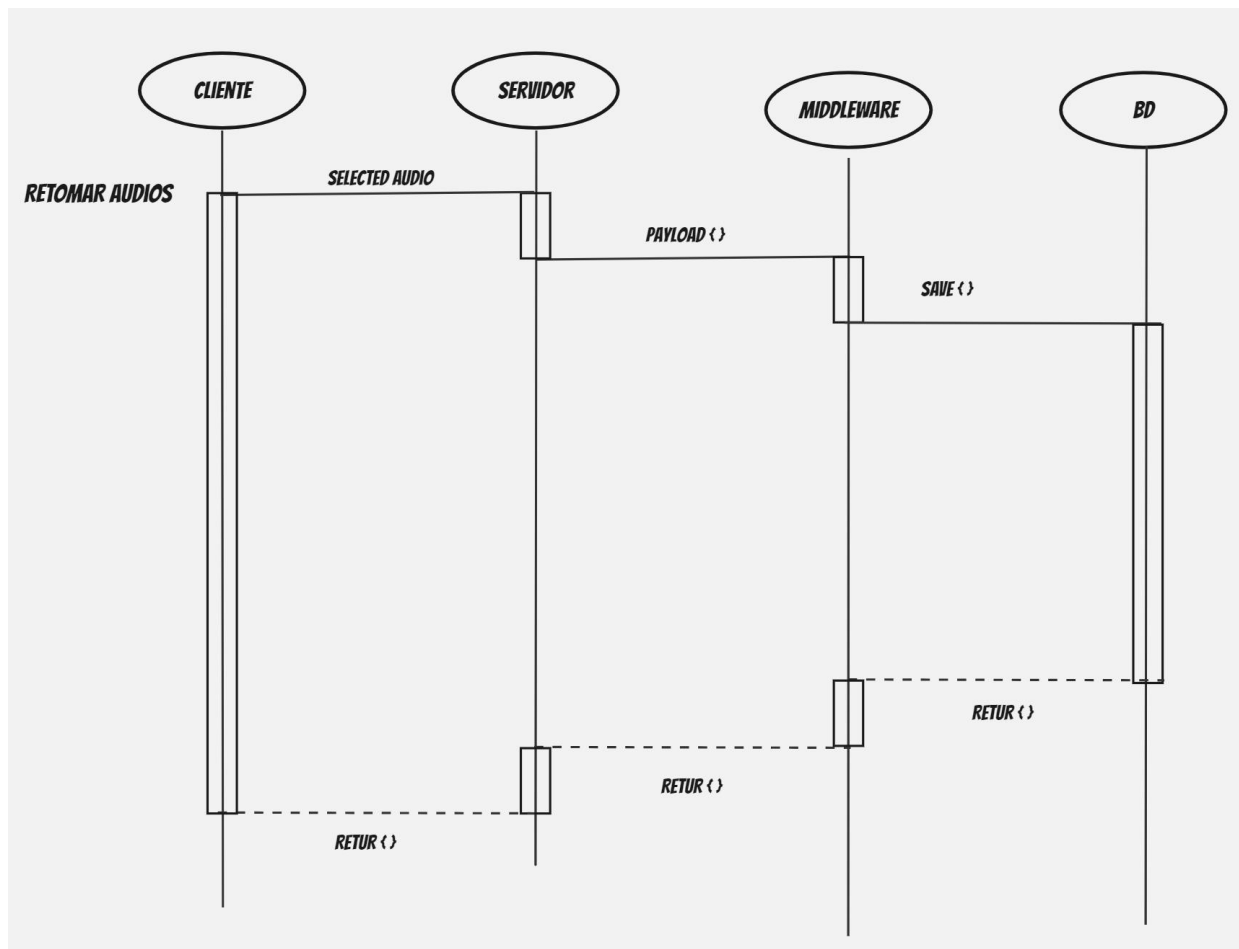 CLIENTE
SERVIDOR
MIDDLEWARE
BD
RETOMAR AUDIOS
SELECTED AUDIO
PAYLOAD { }
SAVE { }
RETUR { }
RETUR { }
RETUR { }